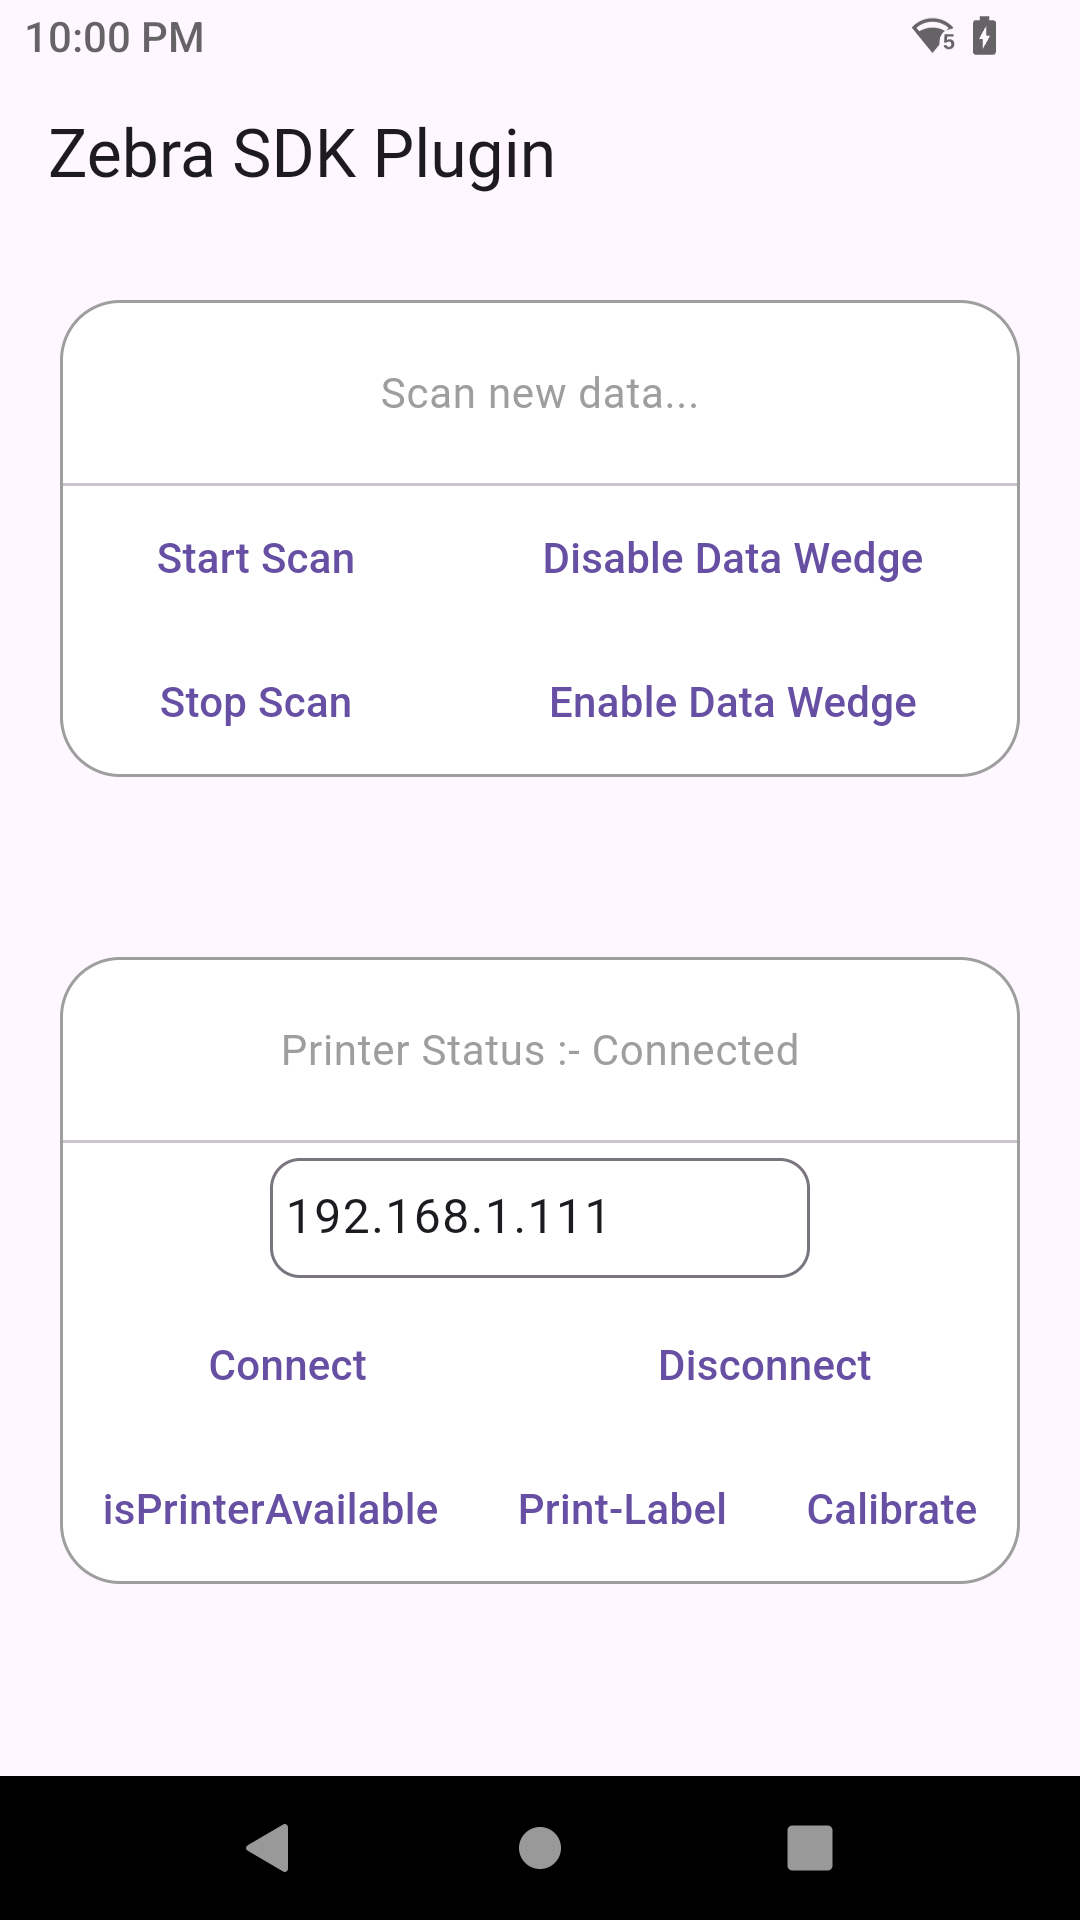 10:00 PM 5
Zebra SDK Plugin
Scan new data...
Start Scan Disable Data Wedge
Stop Scan Enable Data Wedge
Printer Status :- Connected
192.168.1.111
Connect Disconnect
isPrinterAvailable Print-Label Calibrate